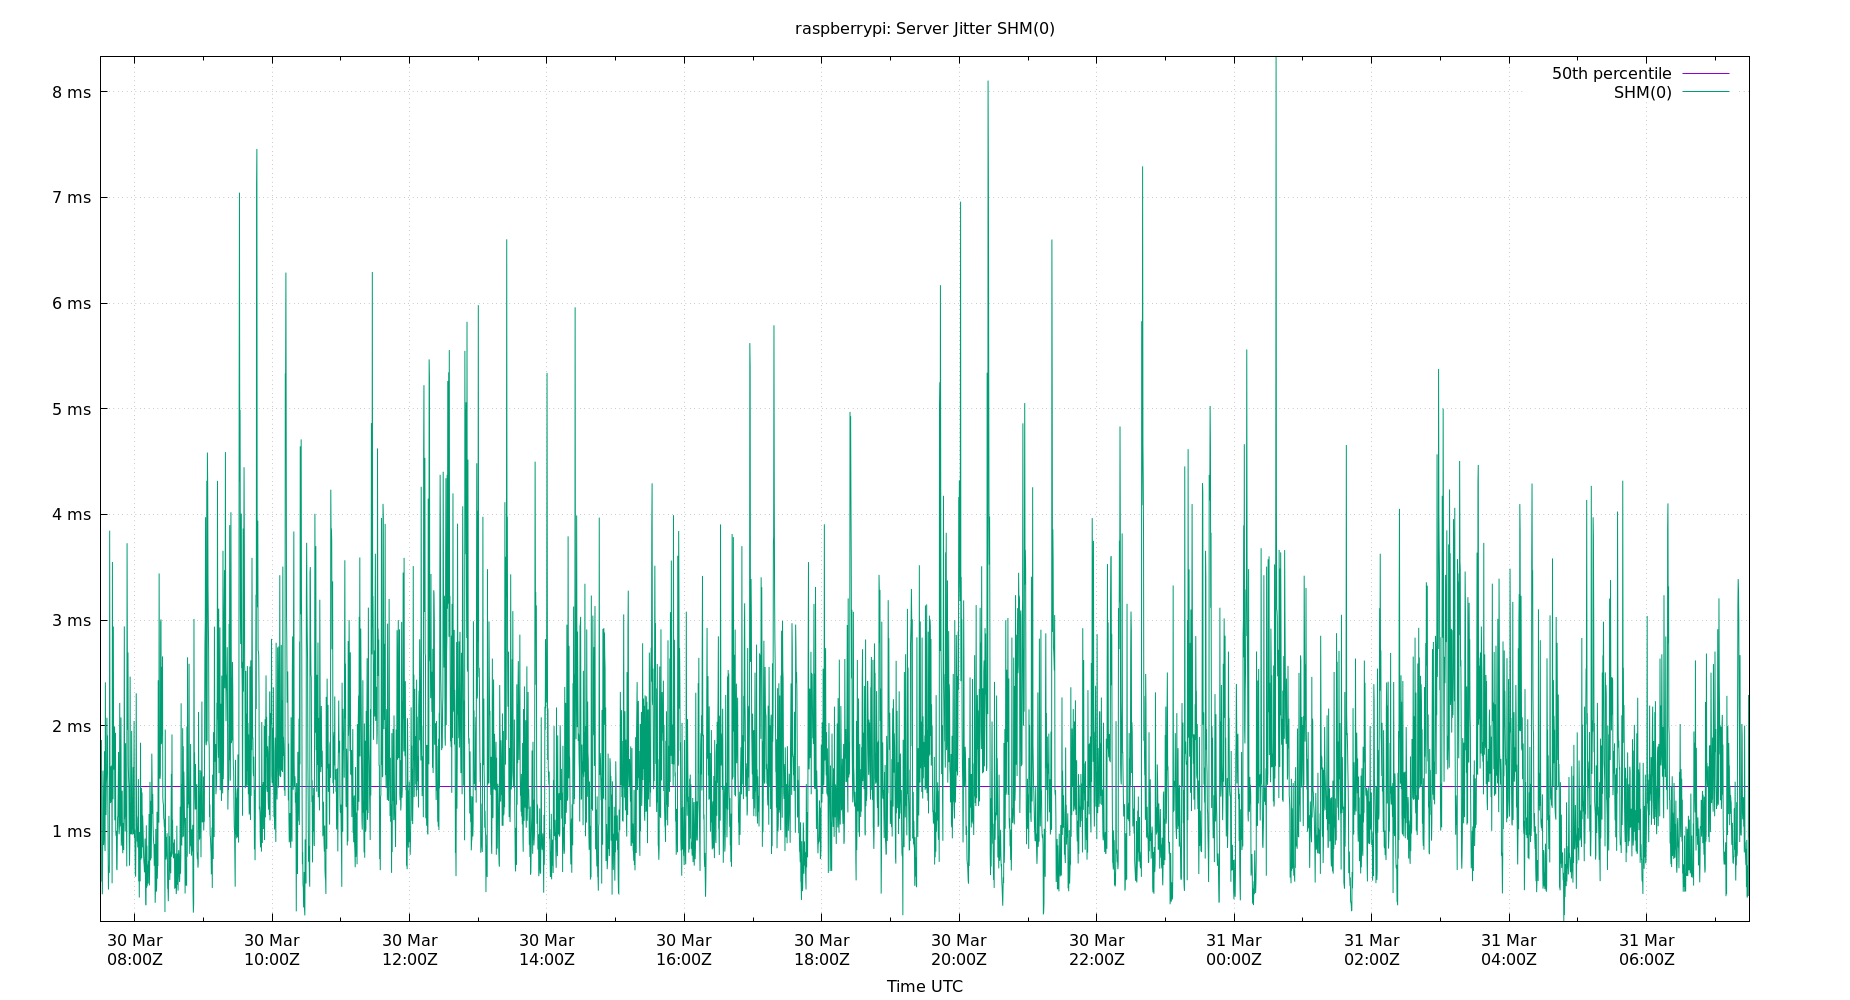 raspberrypi: Server Jitter SHM(0)
50th percentile
SHM(0)
8 ms
7 ms
6 ms
5 ms
4 ms
3 ms
2 ms
1 ms
30 Mar 30 Mar 30 Mar 30 Mar 30 Mar 30 Mar 30 Mar 30 Mar 31 Mar 31 Mar 31 Mar 31 Mar
08:00Z 10:00Z 12:00Z 14:00Z 16:00Z 18:00Z 20:00Z 22:00Z 00:00Z 02:00Z 04:00Z 06:00Z
Time UTC